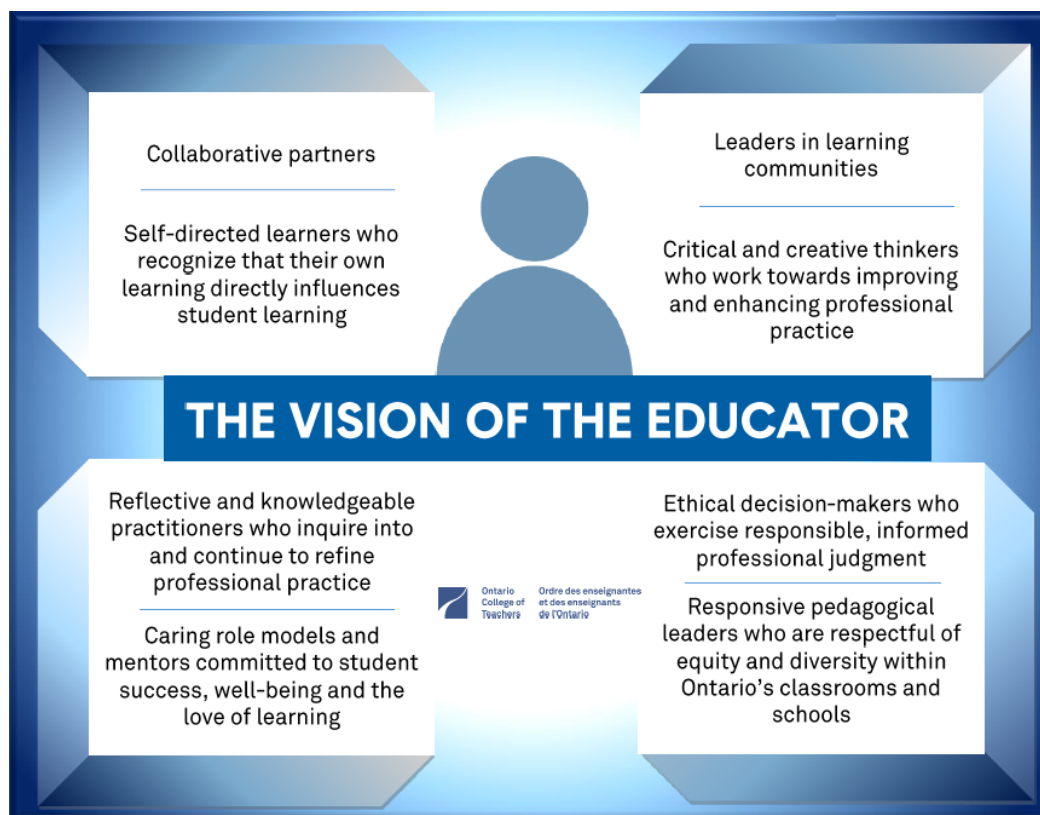 Collaborative partners
Self-directed learners who
recognize that their own
learning directly influences
student learning
Leaders in learning
communities
Critical and creative thinkers
who work towards improving
and enhancing professional
practice
THE VISION OF THE EDUCATOR
Reflective and knowledgeable
practitioners who inquire into
and continue to refine
professional practice
Caring role models and
mentors committed to student
success, well-being and the
love of learning
Ontario
College of
Teachers
Ordre des enseignantes
et des enseignants
de l'Ontario
Ethical decision-makers who
exercise responsible, informed
professional judgment
Responsive pedagogical
leaders who are respectful of
equity and diversity within
Ontario's classrooms and
schools